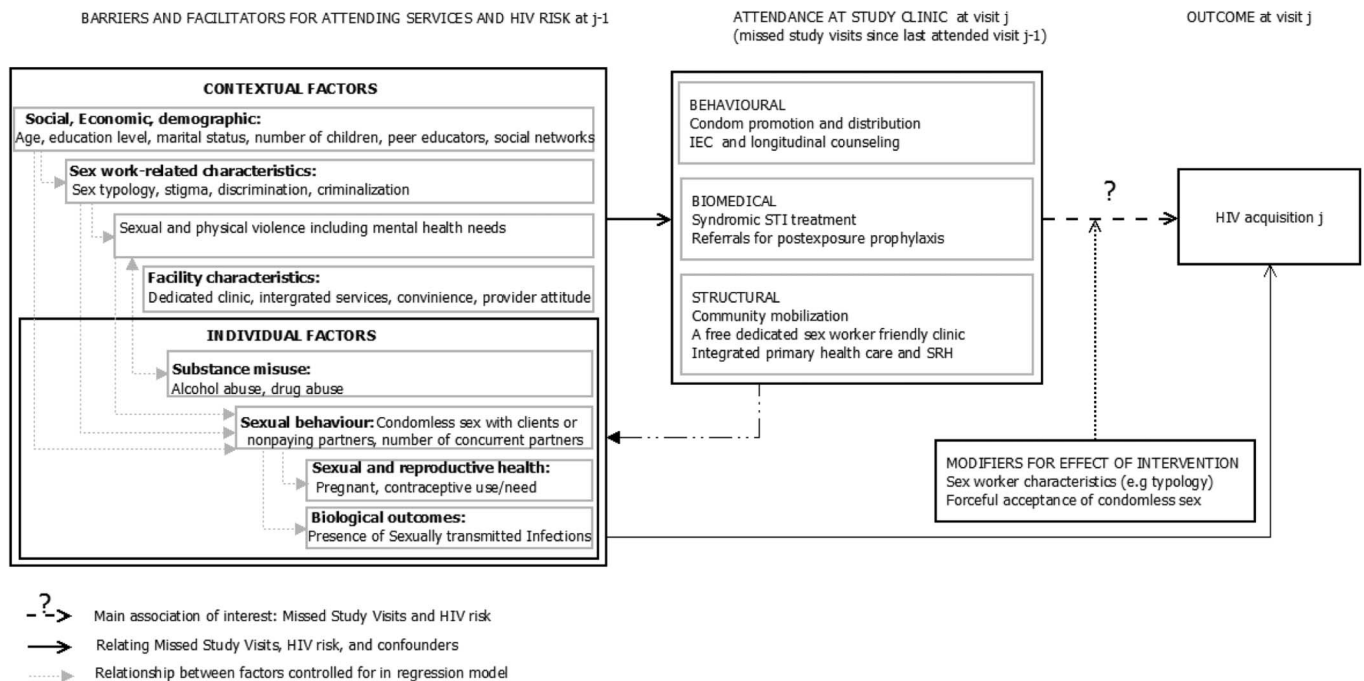 BARRIERS AND FACILITATORS FOR ATTENDING SERVICES AND HIV RISK at j-1
ATTENDANCE AT STUDY CLINIC at visit j
(missed study visits since last attended visit j-1)
OUTCOME at visit j
CONTEXTUAL FACTORS
Social, Economic, demographic:
Age, education level, marital status, number of children, peer educators, social networks
Sex work-related characteristics:
Sex typology, stigma, discrimination, criminalization
Sexual and physical violence including mental health needs
Facility characteristics:
Dedicated clinic, intergrated services, convinience, provider attitude
INDIVIDUAL FACTORS
Substance misuse:
Alcohol abuse, drug abuse
Sexual behaviour: Condomless sex with clients or
nonpaying partners, number of concurrent partners
Sexual and reproductive health:
Pregnant, contraceptive use/need
Biological outcomes:
Presence of Sexually transmitted Infections
BEHAVIOURAL
Condom promotion and distribution
IEC and longitudinal counseling
BIOMEDICAL
Syndromic STI treatment
Referrals for postexposure prophylaxis
STRUCTURAL
Community mobilization
A free dedicated sex worker friendly clinic
Integrated primary health care and SRH
?
HIV acquisition j
MODIFIERS FOR EFFECT OF INTERVENTION
Sex worker characteristics (e.g typology)
Forceful acceptance of condomless sex
?
Main association of interest: Missed Study Visits and HIV risk
Relating Missed Study Visits, HIV risk, and confounders
Relationship between factors controlled for in regression model